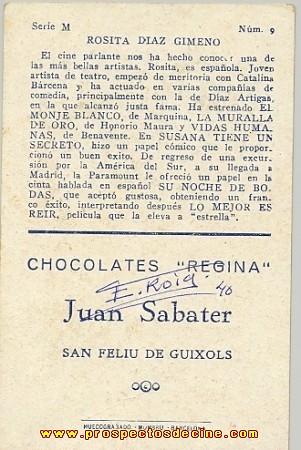 Serie M Núm. 9
ROSITA DIAZ GIMENO
El cine parlante nos ha hecho conocer una de
las más bellas artistas. Rosita, es española. Joven
artista de teatro, empezó de meritoria con Catalina
Bárcena y ha actuado en varias compañías de
comedia, principalmente con la de Díaz Artigas,
en la que alcanzó justa fama. Ha estrenado EL
MONJE BLANCO, de Marquina, LA MURALLA
DE ORO, de Honorio Maura y VIDAS HUMA-
NAS, de Benavente. En SUSANA TIENE UN
SECRETO, hizo un papel cómico que le propor-
cionó un buen éxito. De regreso de una excur-
sión por la América del Sur, a su llegada a
Madrid, la Paramount le ofreció un papel en la
cinta hablada en español SU NOCHE DE BO-
DAS, que aceptó gustosa, obteniendo un fran-
co éxito, interpretando después LO MEJOR ES
REIR, película que la eleva a "estrella".
CHOCOLATES "REGINA"
E. Roig 40
Juan Sabater
SAN FELIU DE GUIXOLS
HUECOGRABADO - BARCELONA
www.prospectosdecine.com